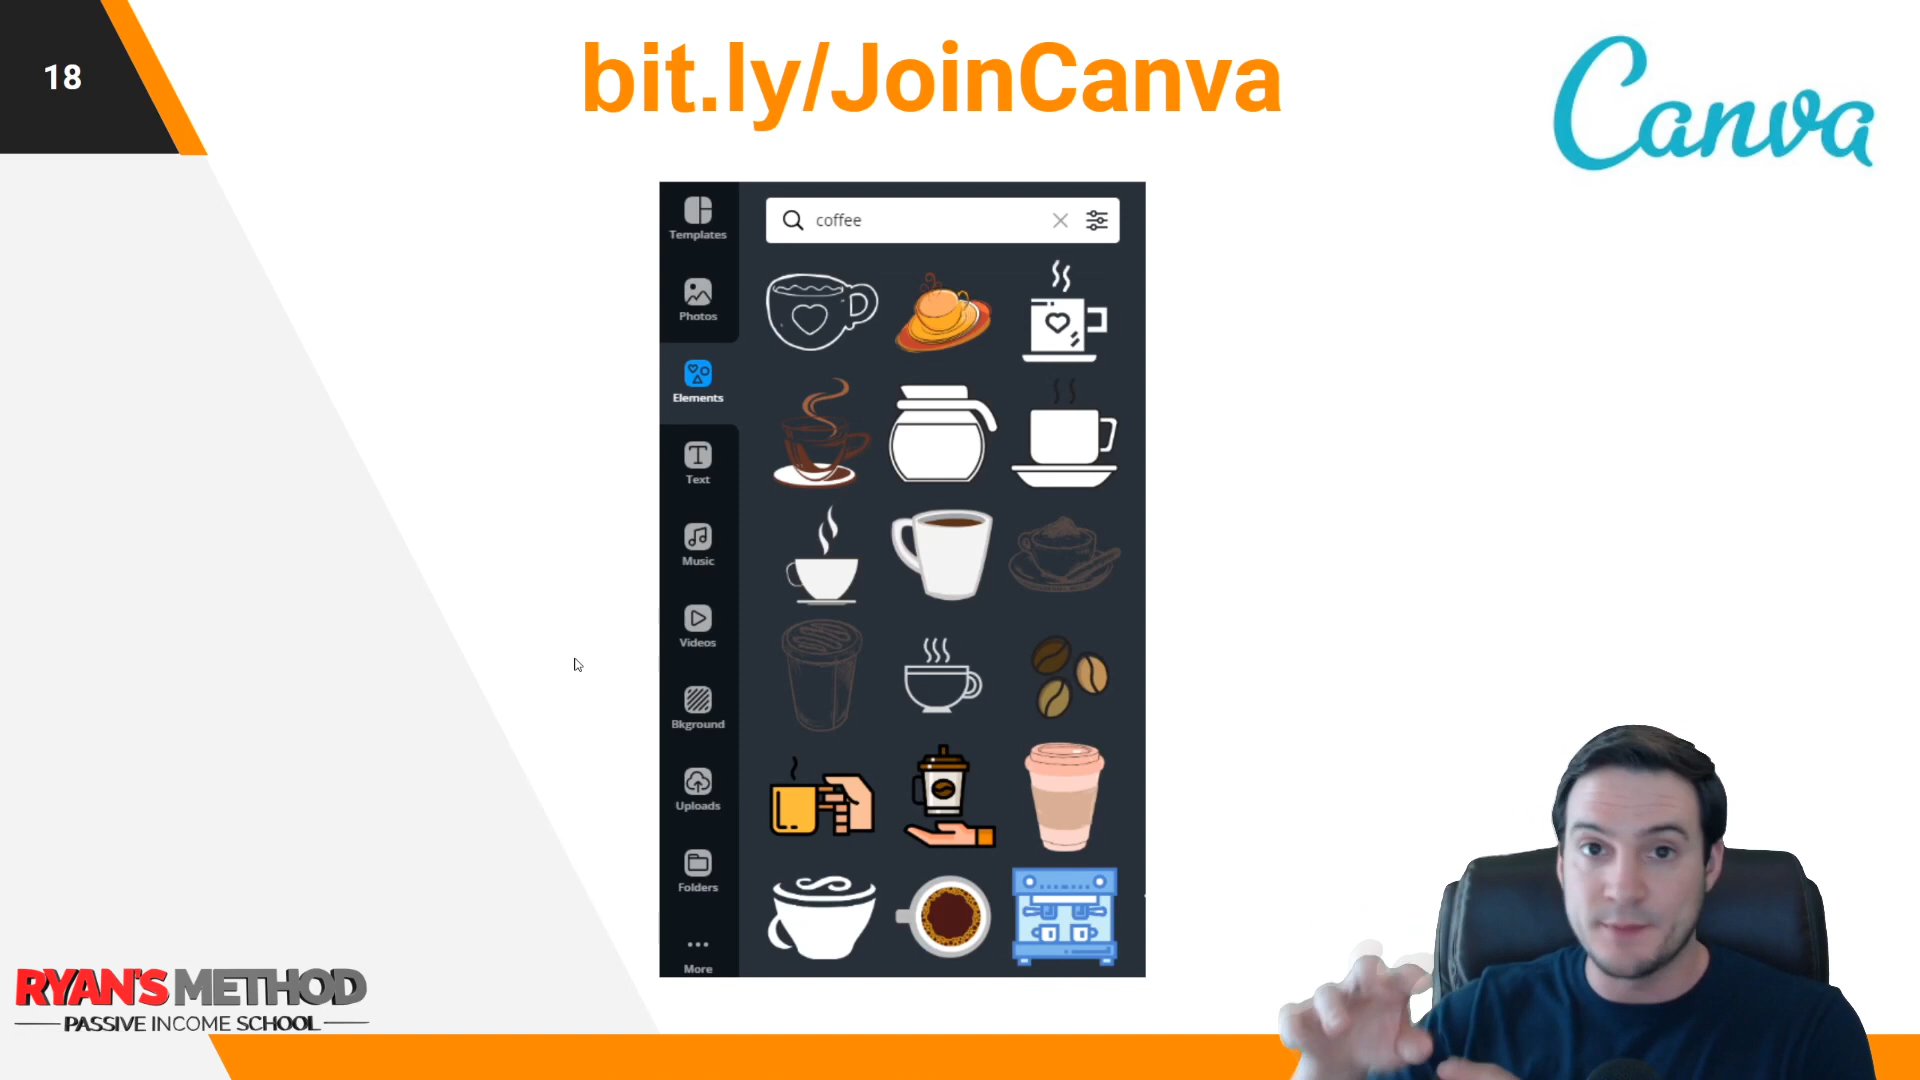 18
bit.ly/JoinCanva
Canva
coffee
Templates
Photos
Elements
Text
Music
Videos
Bkground
Uploads
Folders
More
RYAN'S METHOD
PASSIVE INCOME SCHOOL